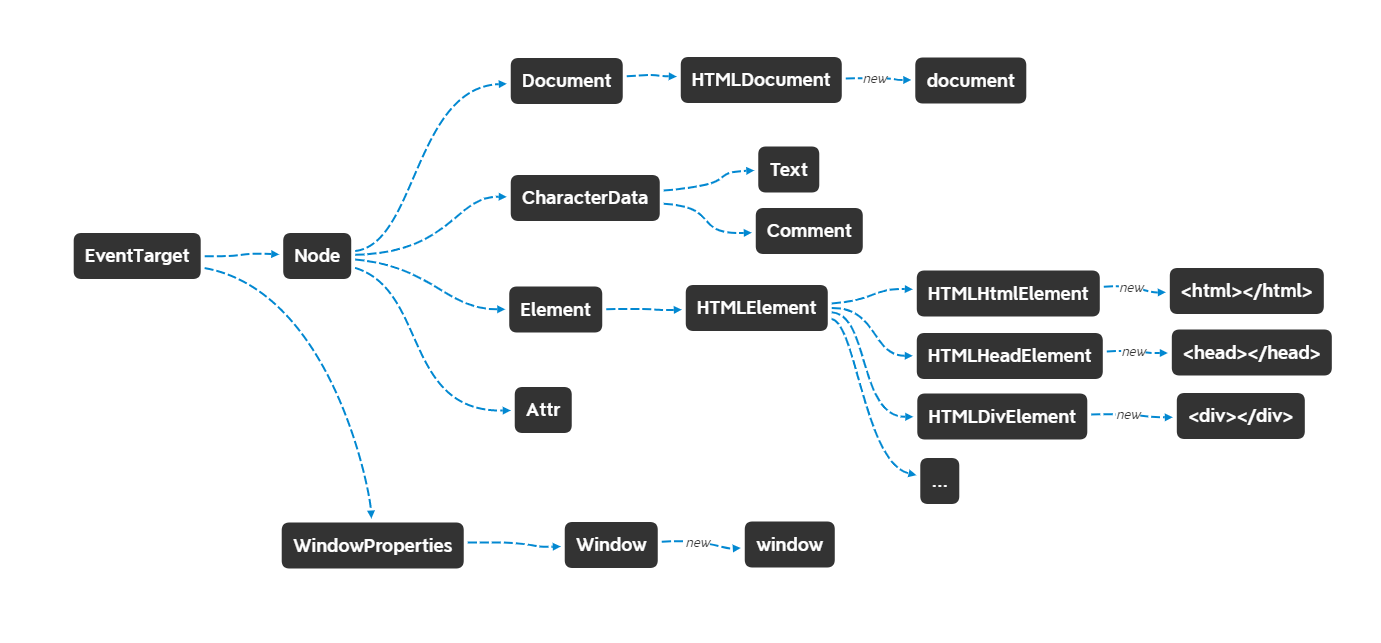 EventTarget
Node
Document
HTMLDocument
new
document
CharacterData
Text
Comment
Element
HTMLElement
HTMLHtmlElement
new
<html></html>
HTMLHeadElement
new
<head></head>
HTMLDivElement
new
<div></div>
...
Attr
WindowProperties
Window
new
window